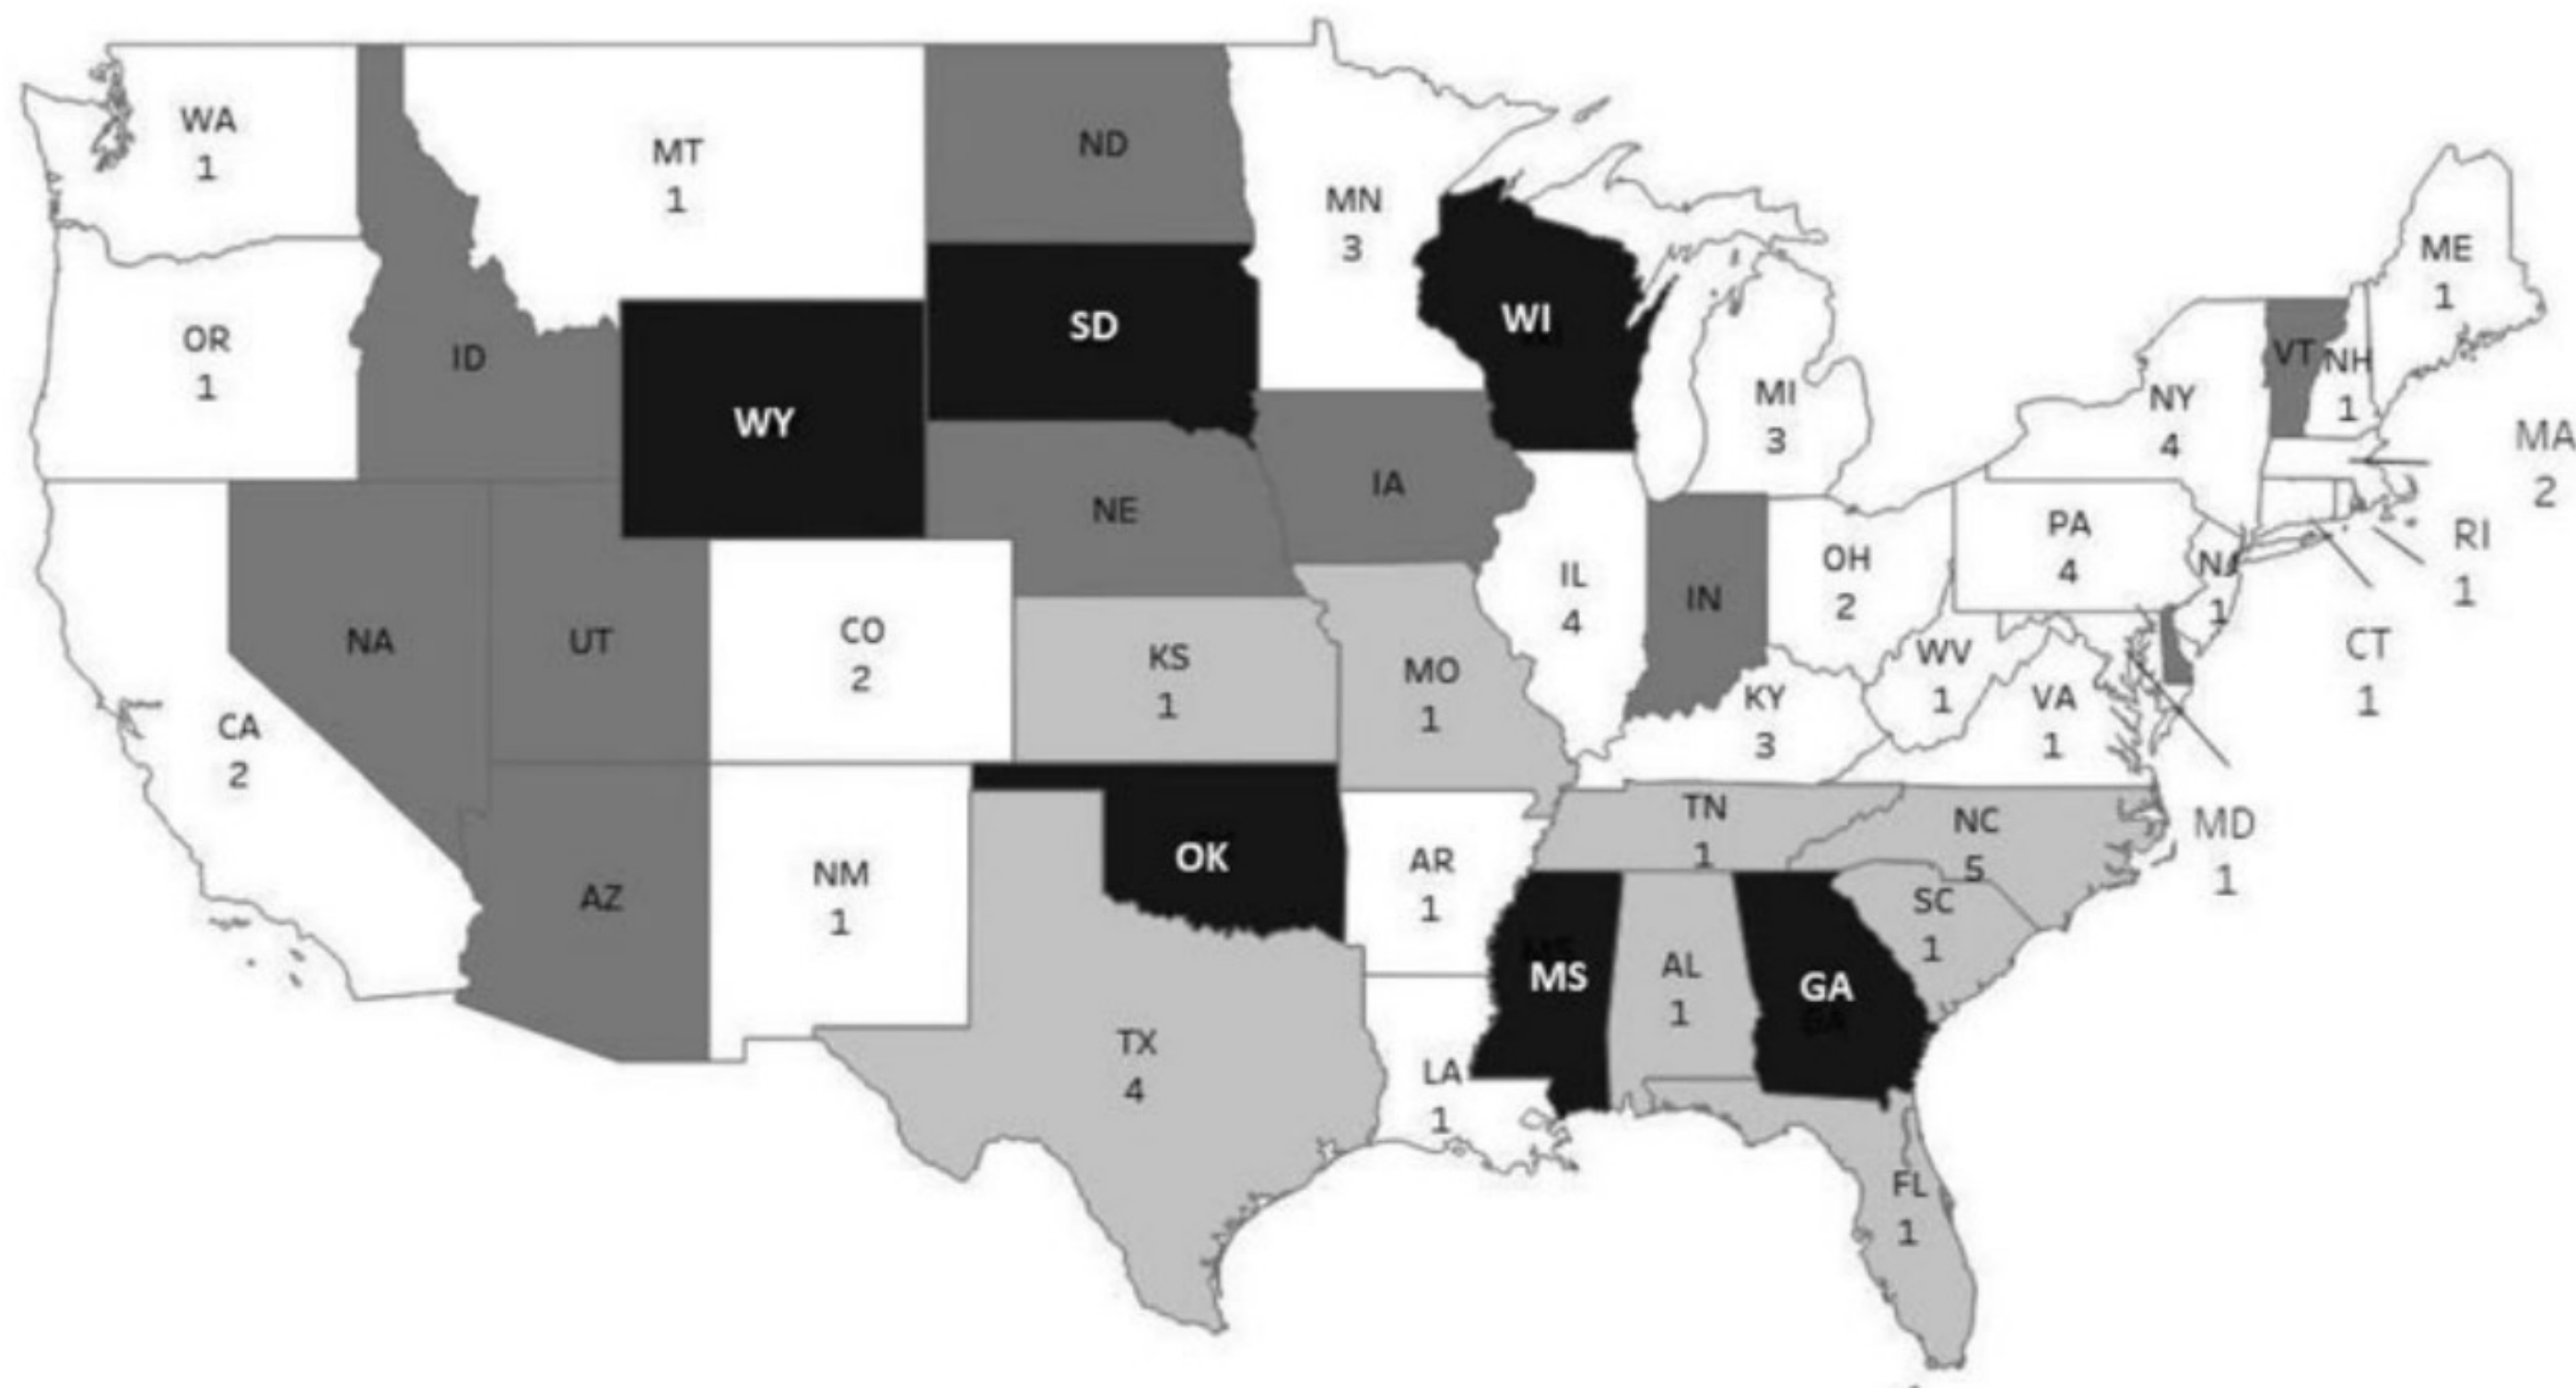 WA
1
MT
1
ND
MN
3
OR
1
ID
WY
SD
WI
MI
3
NY
4
VT
NH
1
ME
1
MA
2
RI
1
CT
1
NA
UT
CO
2
NE
IA
IL
4
IN
OH
2
PA
4
NJ
1
CA
2
KS
1
MO
1
KY
3
WV
1
VA
1
MD
1
AZ
NM
1
OK
AR
1
TN
1
NC
5
SC
1
TX
4
LA
1
MS
AL
1
GA
FL
1